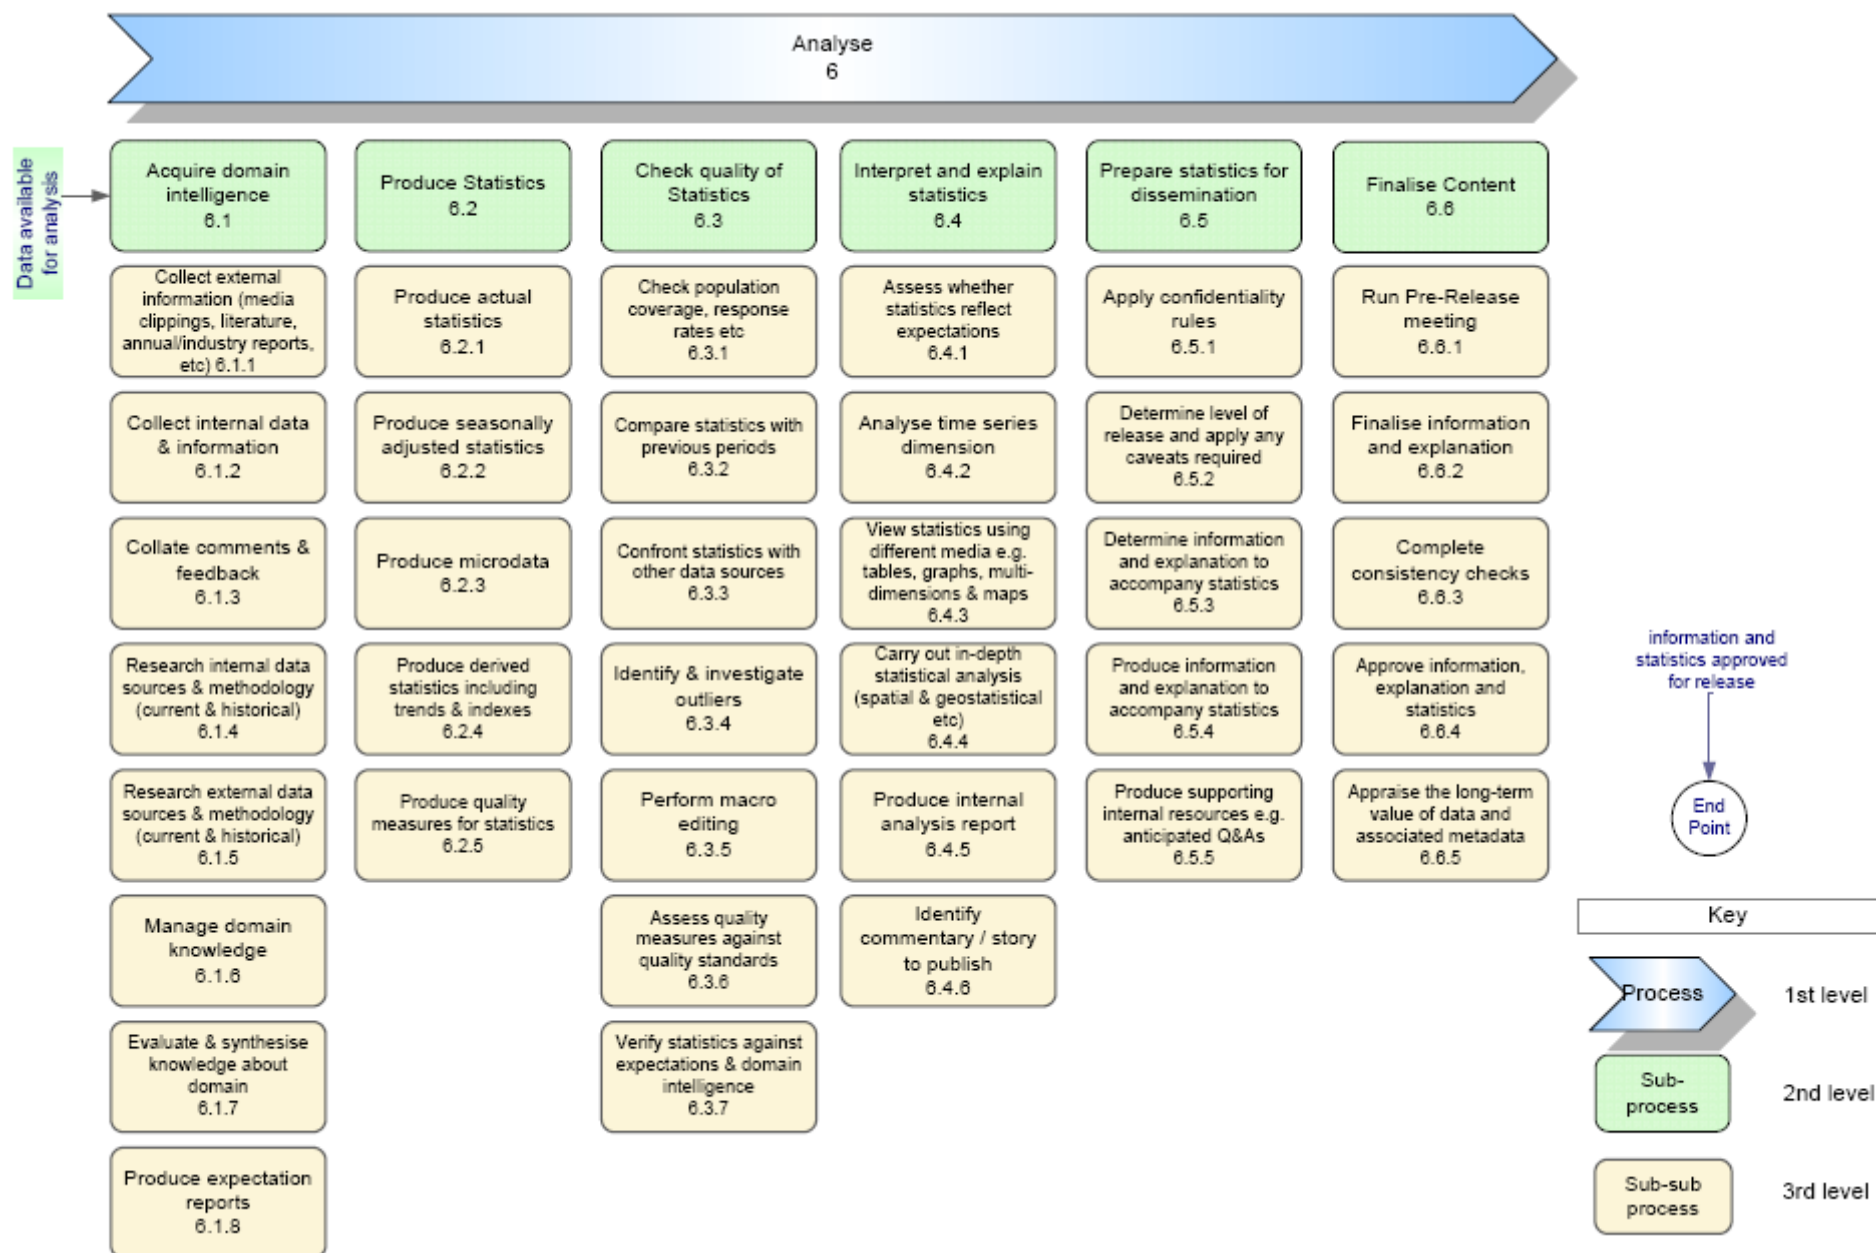 Analyse
6
Data available
for analysis
Acquire domain
intelligence
6.1
Collect external
information (media
clippings, literature,
annual/industry reports,
etc) 6.1.1
Collect internal data
& information
6.1.2
Collate comments &
feedback
6.1.3
Research internal data
sources & methodology
(current & historical)
6.1.4
Research external data
sources & methodology
(current & historical)
6.1.5
Manage domain
knowledge
6.1.6
Evaluate & synthesise
knowledge about
domain
6.1.7
Produce expectation
reports
6.1.8
Produce Statistics
6.2
Produce actual
statistics
6.2.1
Produce seasonally
adjusted statistics
6.2.2
Produce microdata
6.2.3
Produce derived
statistics including
trends & indexes
6.2.4
Produce quality
measures for statistics
6.2.5
Check quality of
Statistics
6.3
Check population
coverage, response
rates etc
6.3.1
Compare statistics with
previous periods
6.3.2
Confront statistics with
other data sources
6.3.3
Identify & investigate
outliers
6.3.4
Perform macro
editing
6.3.5
Assess quality
measures against
quality standards
6.3.6
Verify statistics against
expectations & domain
intelligence
6.3.7
Interpret and explain
statistics
6.4
Assess whether
statistics reflect
expectations
6.4.1
Analyse time series
dimension
6.4.2
View statistics using
different media e.g.
tables, graphs, multi-
dimensions & maps
6.4.3
Carry out in-depth
statistical analysis
(spatial & geostatistical
etc)
6.4.4
Produce internal
analysis report
6.4.5
Identify
commentary / story
to publish
6.4.6
Prepare statistics for
dissemination
6.5
Apply confidentiality
rules
6.5.1
Determine level of
release and apply any
caveats required
6.5.2
Determine information
and explanation to
accompany statistics
6.5.3
Produce information
and explanation to
accompany statistics
6.5.4
Produce supporting
internal resources e.g.
anticipated Q&As
6.5.5
Finalise Content
6.6
Run Pre-Release
meeting
6.6.1
Finalise information
and explanation
6.6.2
Complete
consistency checks
6.6.3
Approve information,
explanation and
statistics
6.6.4
Appraise the long-term
value of data and
associated metadata
6.6.5
information and
statistics approved
for release
End
Point
Key
Process
1st level
Sub-
process
2nd level
Sub-sub
process
3rd level